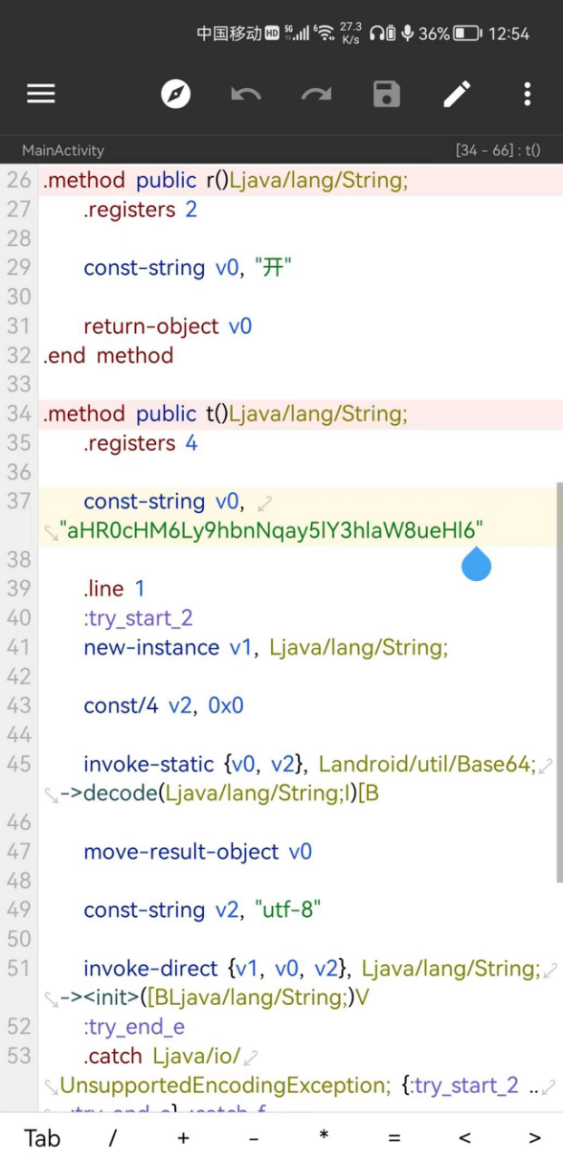 中国移动 HD 5G 6 27.3 K/s 36% 12:54
MainActivity [34 - 66] : t()
26 .method public r()Ljava/lang/String;
27 .registers 2
28
29 const-string v0, "开"
30
31 return-object v0
32 .end method
33
34 .method public t()Ljava/lang/String;
35 .registers 4
36
37 const-string v0,
"aHR0cHM6Ly9hbnNqay5lY3hlaW8ueHl6"
38
39 .line 1
40 :try_start_2
41 new-instance v1, Ljava/lang/String;
42
43 const/4 v2, 0x0
44
45 invoke-static {v0, v2}, Landroid/util/Base64;
->decode(Ljava/lang/String;I)[B
46
47 move-result-object v0
48
49 const-string v2, "utf-8"
50
51 invoke-direct {v1, v0, v2}, Ljava/lang/String;
-><init>([BLjava/lang/String;)V
52 :try_end_e
53 .catch Ljava/io/
UnsupportedEncodingException; {:try_start_2 ..
:try_end_e} :catch_f
Tab / + - * = < >